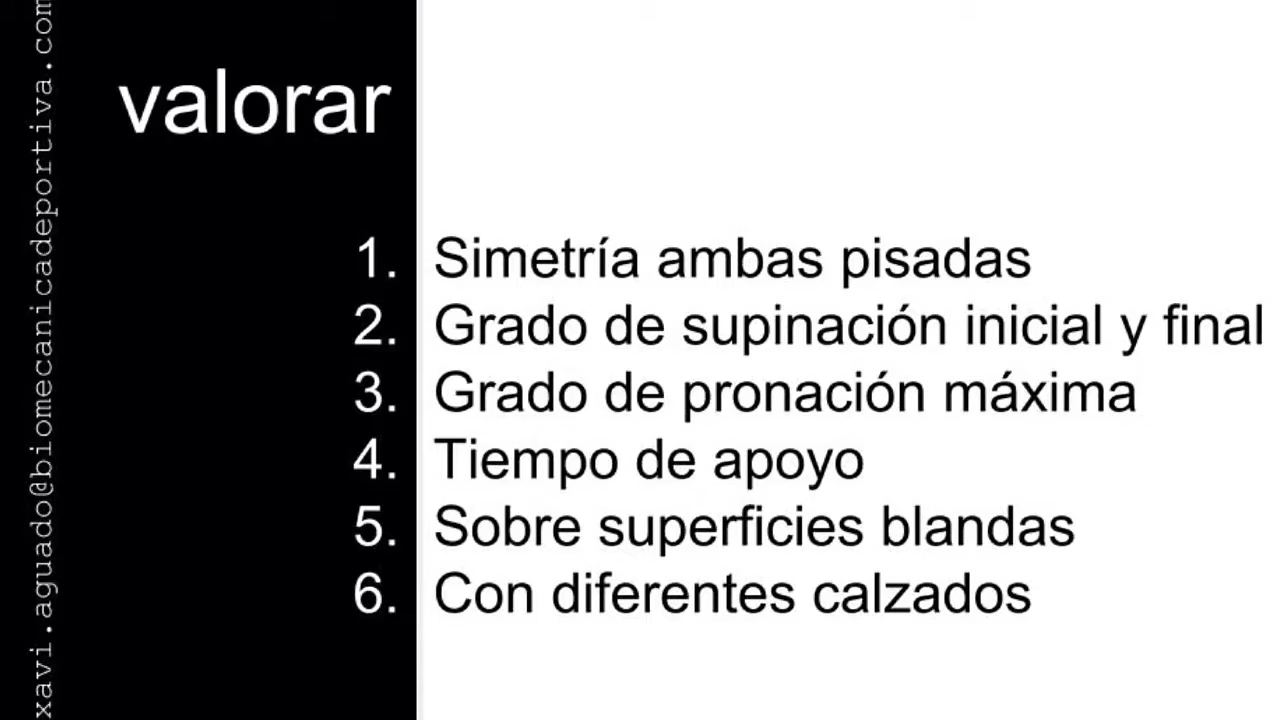 valorar
1. Simetría ambas pisadas
2. Grado de supinación inicial y final
3. Grado de pronación máxima
4. Tiempo de apoyo
5. Sobre superficies blandas
6. Con diferentes calzados
xavi.aguado@biomecanicadeportiva.com